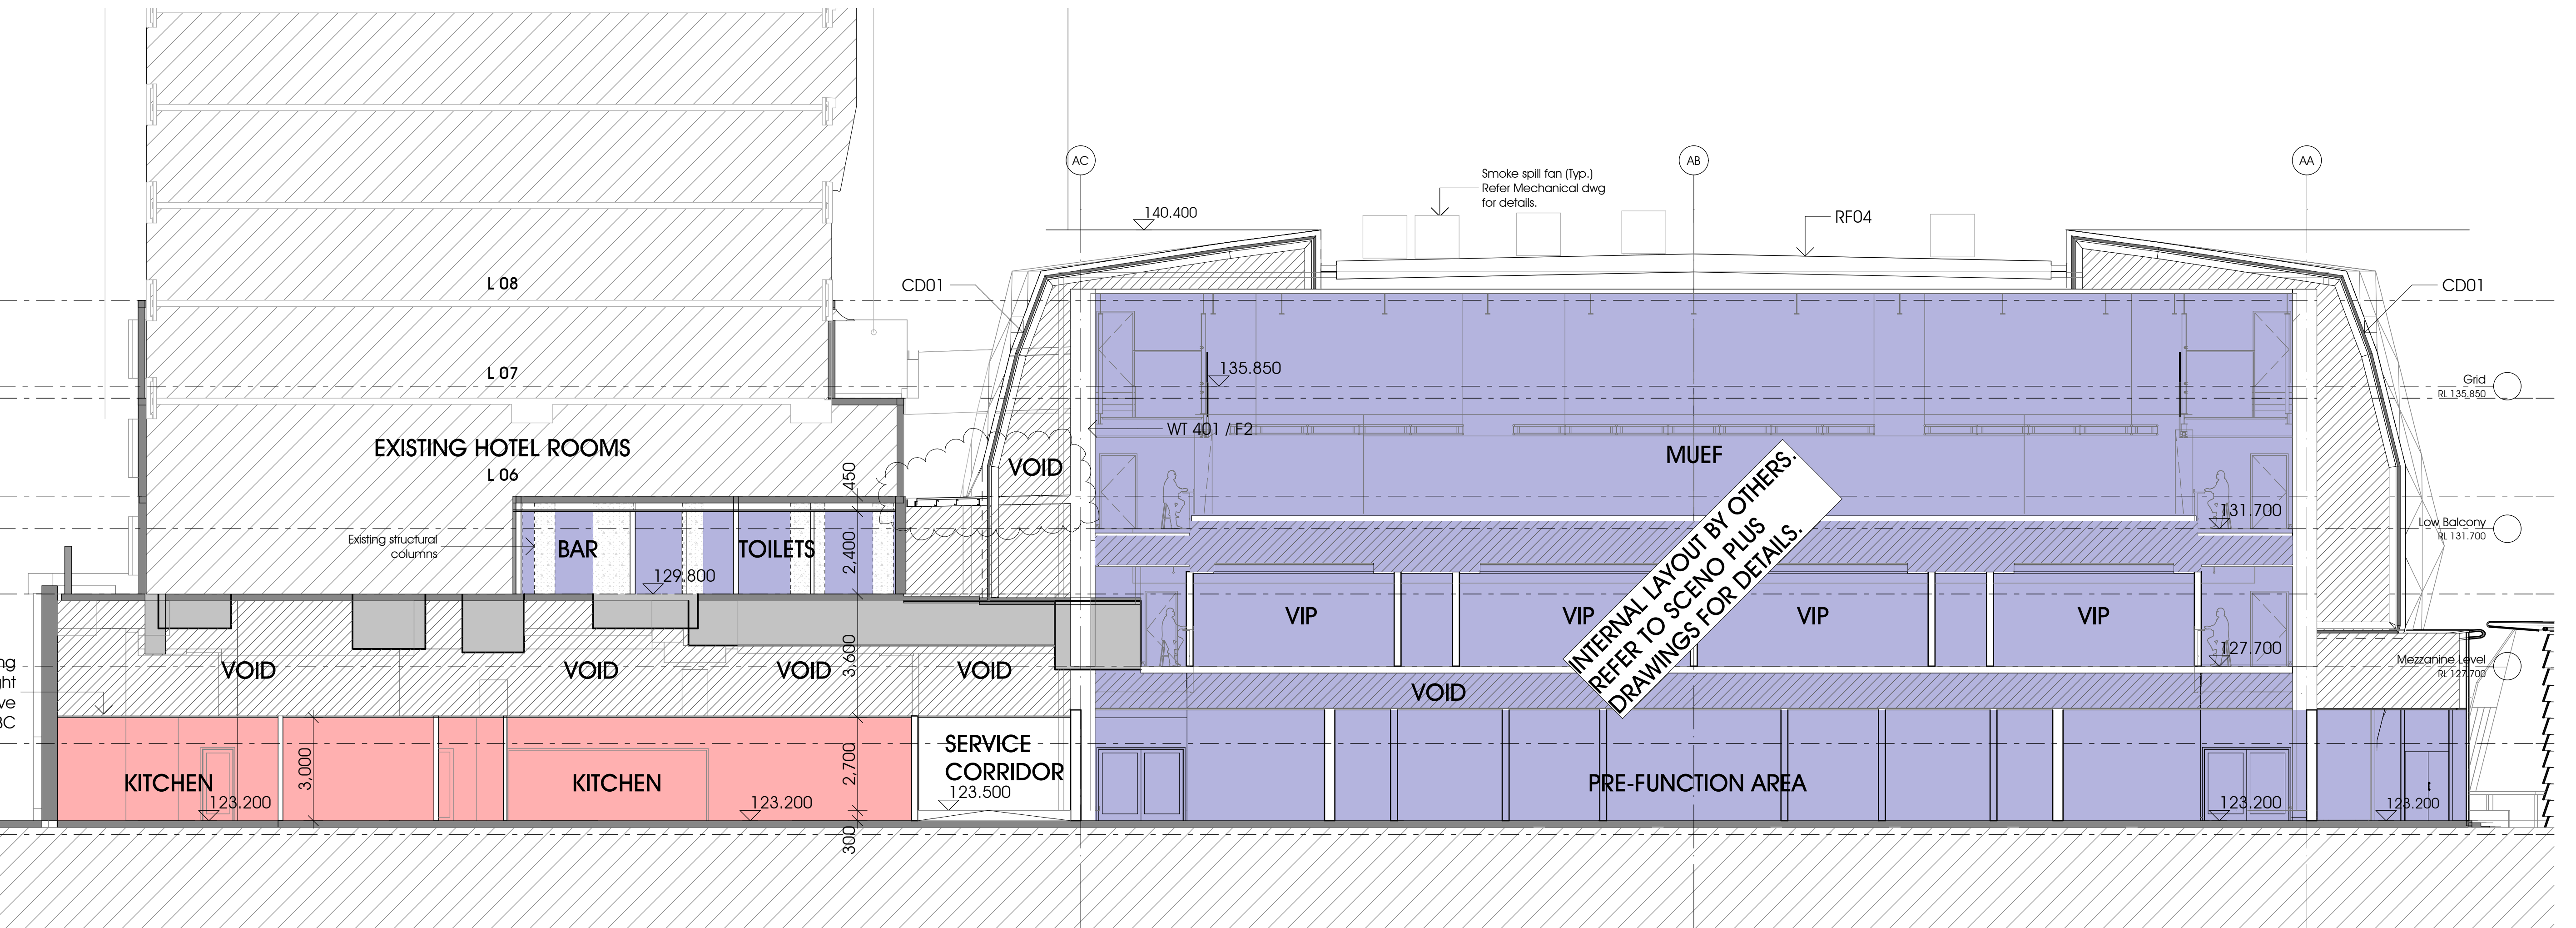 AC
AB
AA
Smoke spill fan (Typ.)
Refer Mechanical dwg
for details.
140.400
RF04
CD01
CD01
L 08
L 07
135.850
Grid
RL 135.850
WT 401 / F2
EXISTING HOTEL ROOMS
L 06
450
VOID
MUEF
INTERNAL LAYOUT BY OTHERS.
REFER TO SCENO PLUS
DRAWINGS FOR DETAILS.
131.700
Low Balcony
RL 131.700
Existing structural
columns
BAR
TOILETS
2,400
129.800
VIP
VIP
VIP
VIP
127.700
Mezzanine Level
RL 127.700
ng
ght
ve
BC
VOID
VOID
VOID
3,600
VOID
VOID
KITCHEN
3,000
KITCHEN
2,700
SERVICE
CORRIDOR
123.500
PRE-FUNCTION AREA
123.200
123.200
123.200
123.200
300